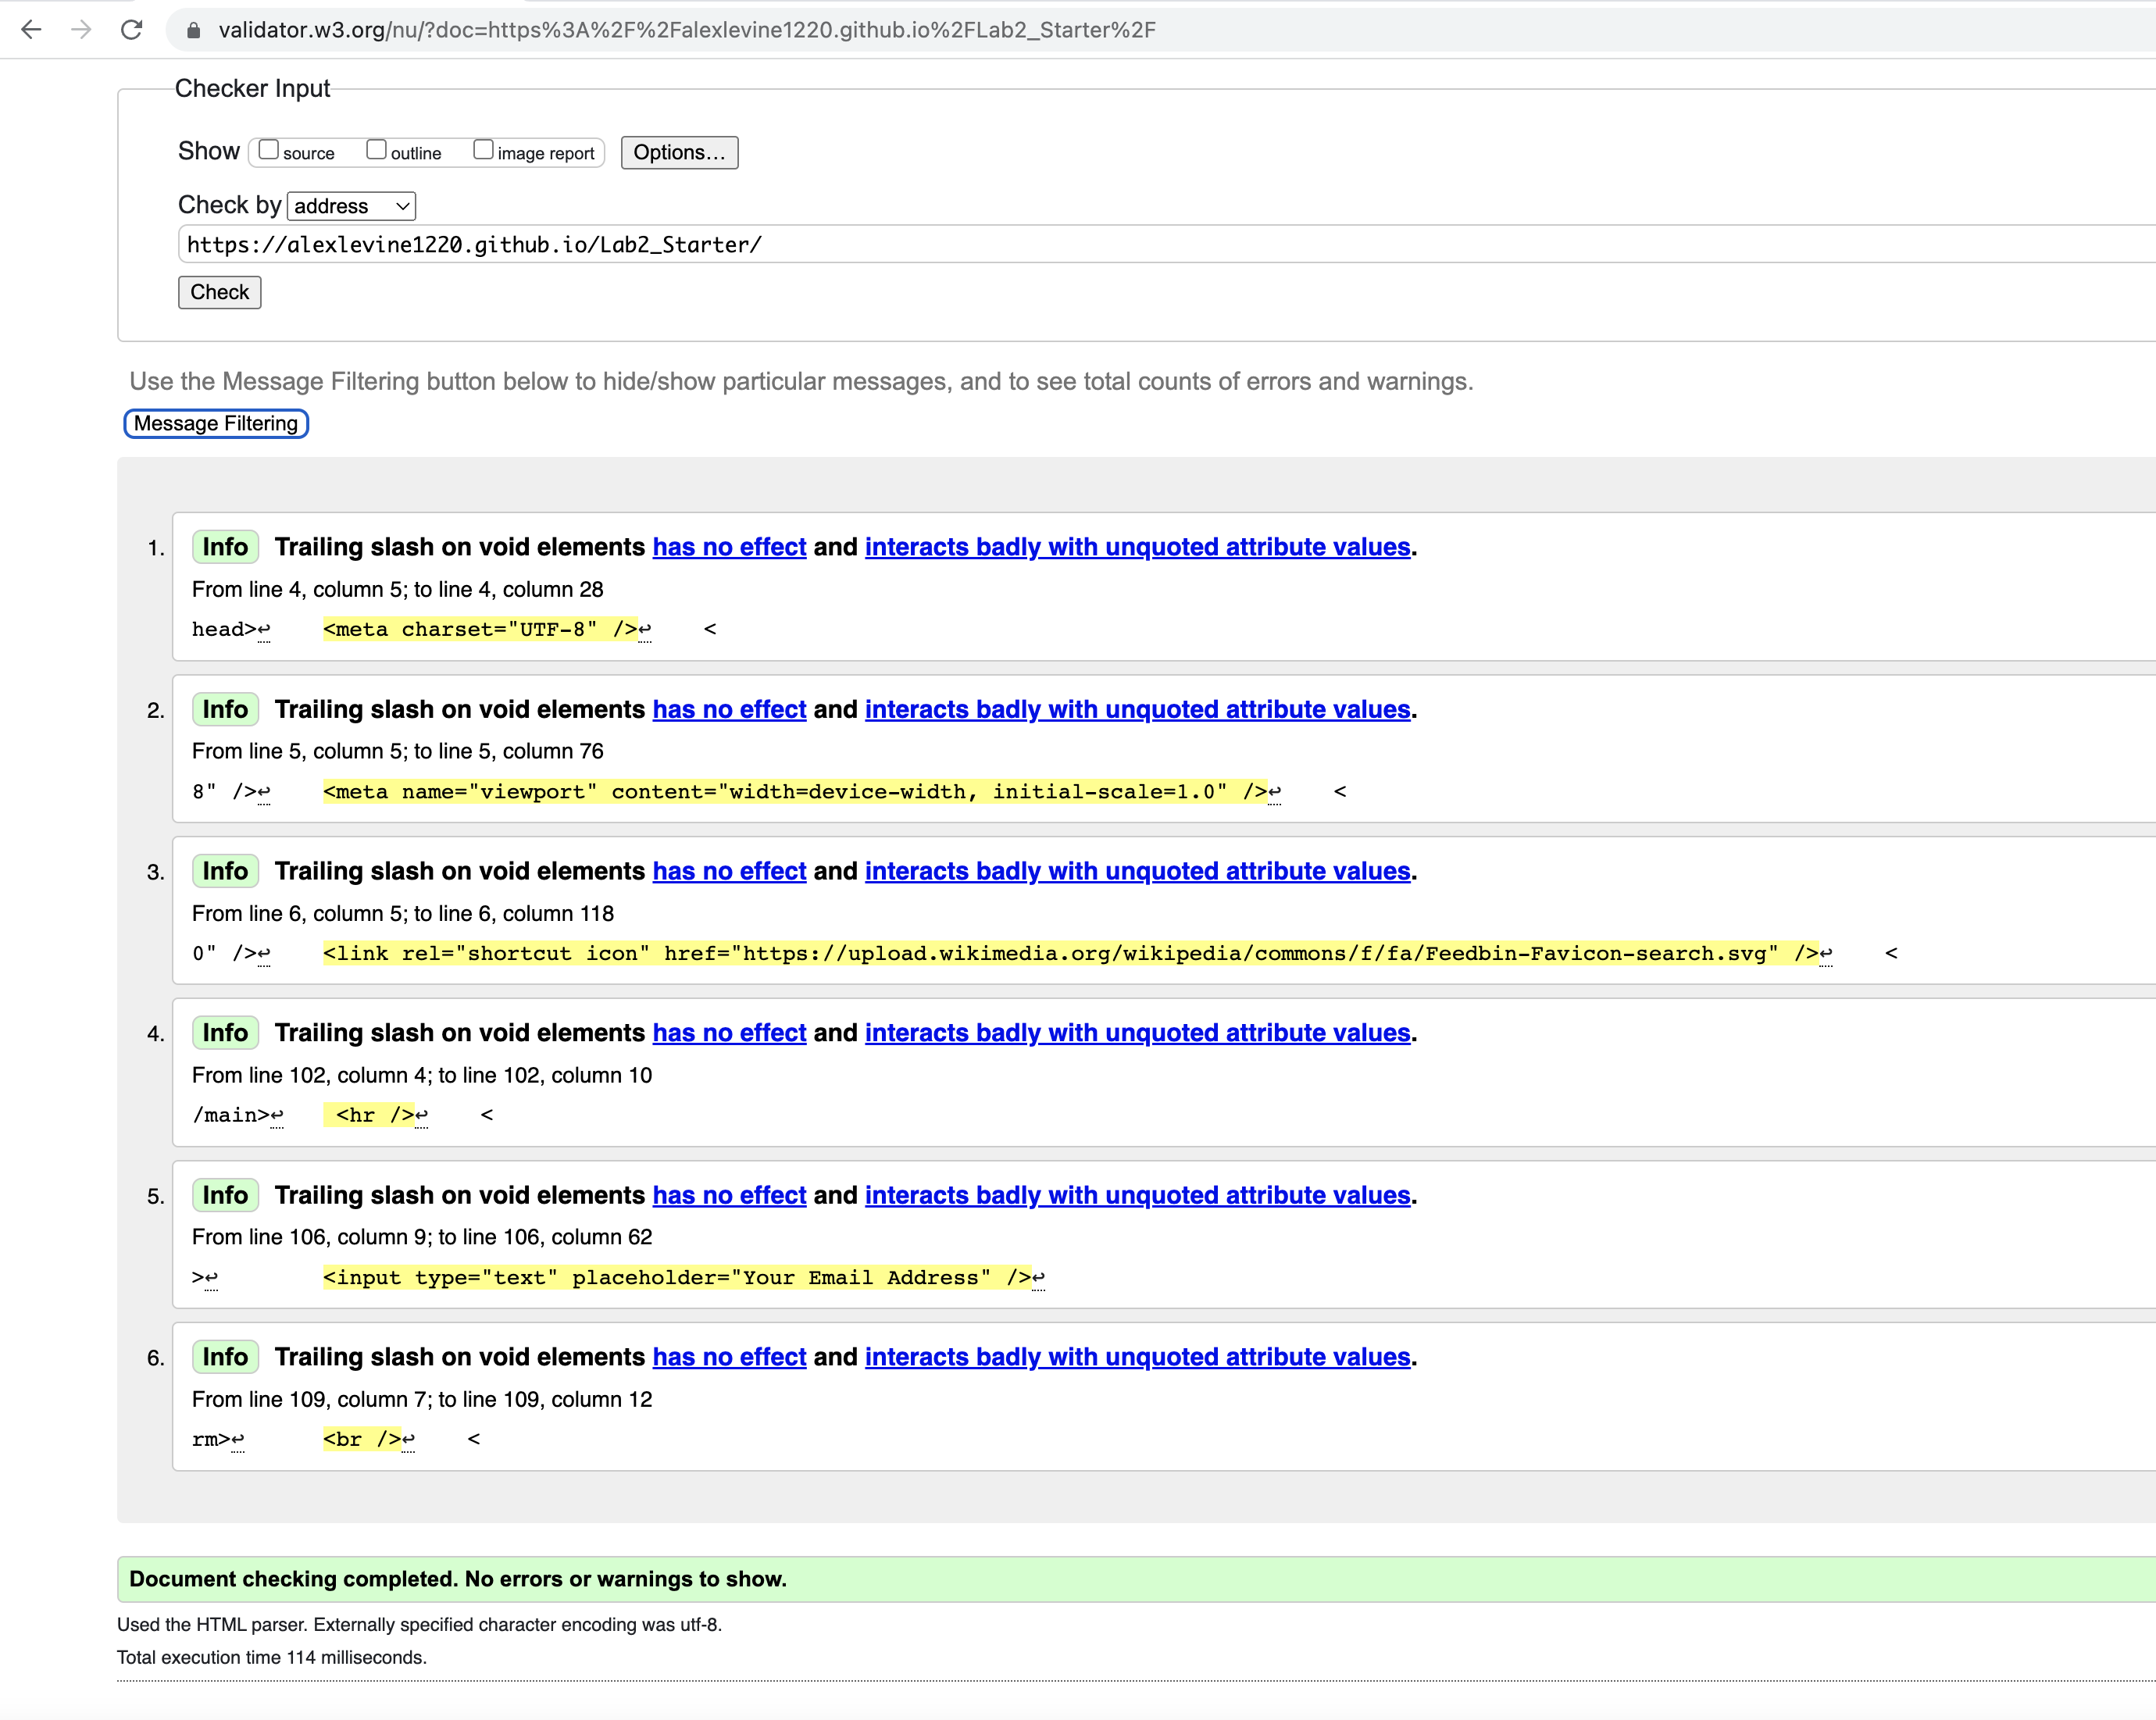 validator.w3.org/nu/?doc=https%3A%2F%2Falexlevine1220.github.io%2FLab2_Starter%2F
Checker Input
Show source outline image report Options...
Check by address
https://alexlevine1220.github.io/Lab2_Starter/
Check
Use the Message Filtering button below to hide/show particular messages, and to see total counts of errors and warnings.
Message Filtering
1. Info Trailing slash on void elements has no effect and interacts badly with unquoted attribute values.
From line 4, column 5; to line 4, column 28
head>↩ <meta charset="UTF-8" />↩ <
2. Info Trailing slash on void elements has no effect and interacts badly with unquoted attribute values.
From line 5, column 5; to line 5, column 76
8" />↩ <meta name="viewport" content="width=device-width, initial-scale=1.0" />↩ <
3. Info Trailing slash on void elements has no effect and interacts badly with unquoted attribute values.
From line 6, column 5; to line 6, column 118
0" />↩ <link rel="shortcut icon" href="https://upload.wikimedia.org/wikipedia/commons/f/fa/Feedbin-Favicon-search.svg" />↩ <
4. Info Trailing slash on void elements has no effect and interacts badly with unquoted attribute values.
From line 102, column 4; to line 102, column 10
/main>↩ <hr />↩ <
5. Info Trailing slash on void elements has no effect and interacts badly with unquoted attribute values.
From line 106, column 9; to line 106, column 62
>↩ <input type="text" placeholder="Your Email Address" />↩
6. Info Trailing slash on void elements has no effect and interacts badly with unquoted attribute values.
From line 109, column 7; to line 109, column 12
rm>↩ <br />↩ <
Document checking completed. No errors or warnings to show.
Used the HTML parser. Externally specified character encoding was utf-8.
Total execution time 114 milliseconds.